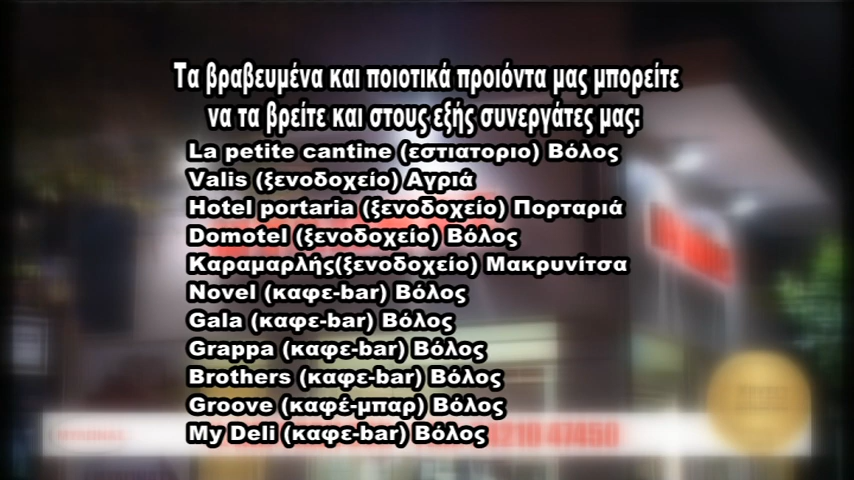 Τα βραβευμένα και ποιοτικά προιόντα μας μπορείτε
να τα βρείτε και στους εξής συνεργάτες μας:
La petite cantine (εστιατοριο) Βόλος
Valis (ξενοδοχείο) Αγριά
Hotel portaria (ξενοδοχείο) Πορταριά
Domotel (ξενοδοχείο) Βόλος
Καραμαρλής(ξενοδοχείο) Μακρυνίτσα
Novel (καφε-bar) Βόλος
Gala (καφε-bar) Βόλος
Grappa (καφε-bar) Βόλος
Brothers (καφε-bar) Βόλος
Groove (καφέ-μπαρ) Βόλος
My Deli (καφε-bar) Βόλος